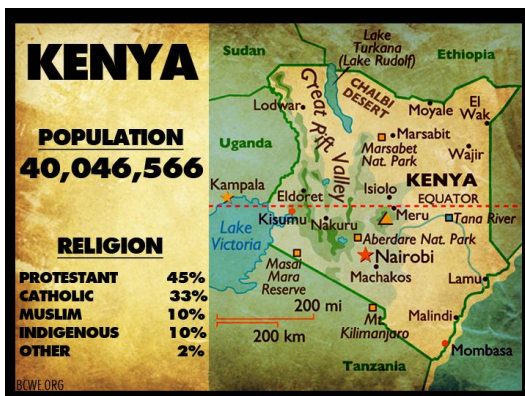 KENYA
POPULATION
40,046,566
RELIGION
PROTESTANT 45%
CATHOLIC 33%
MUSLIM 10%
INDIGENOUS 10%
OTHER 2%
BCWE.ORG
Lake
Turkana
(Lake Rudolf)
Sudan
Ethiopia
Great Rift Valley
CHALBI
DESERT
Lodwar
Moyale
El
Wak
Marsabit
Marsabet
Nat. Park
Wajir
Uganda
Kampala
Eldoret
Isiolo
KENYA
EQUATOR
Kisumu
Nakuru
Meru
Tana River
Lake
Victoria
Aberdare Nat. Park
Nairobi
Masai
Mara
Reserve
Machakos
Lamu
200 mi
200 km
Mt.
Kilimanjaro
Malindi
Mombasa
Tanzania